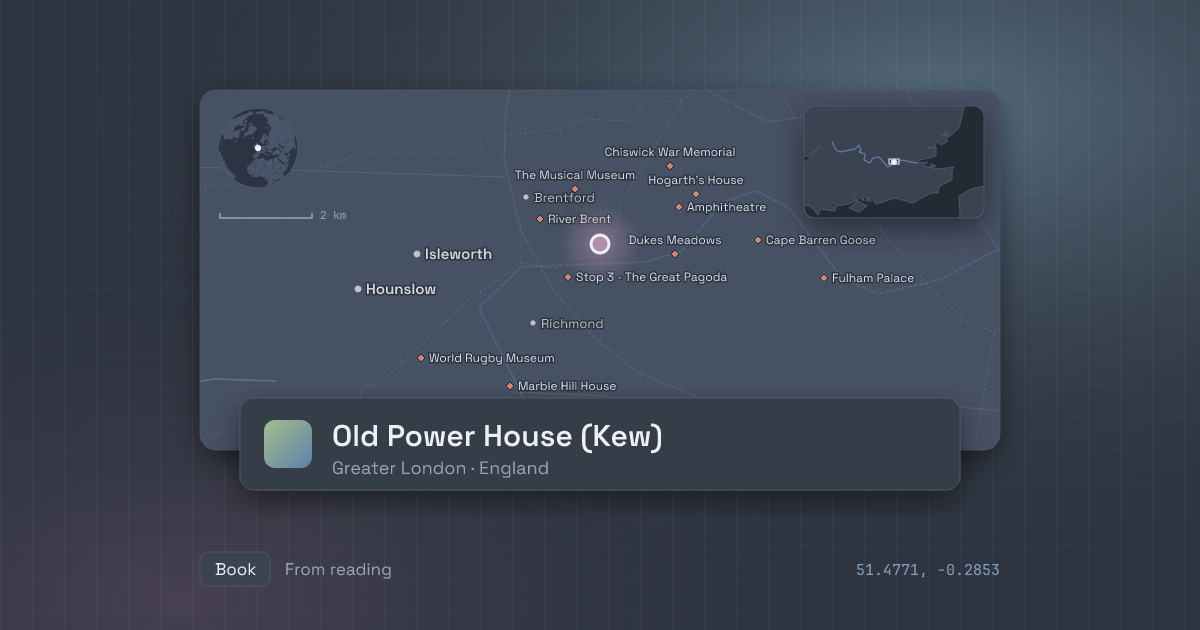 Chiswick War Memorial
The Musical Museum
Hogarth's House
Brentford
Amphitheatre
River Brent
2 km
Dukes Meadows
Cape Barren Goose
Isleworth
Stop 3 - The Great Pagoda
Fulham Palace
Hounslow
Richmond
World Rugby Museum
Marble Hill House
Old Power House (Kew)
Greater London · England
Book
From reading
51.4771, -0.2853